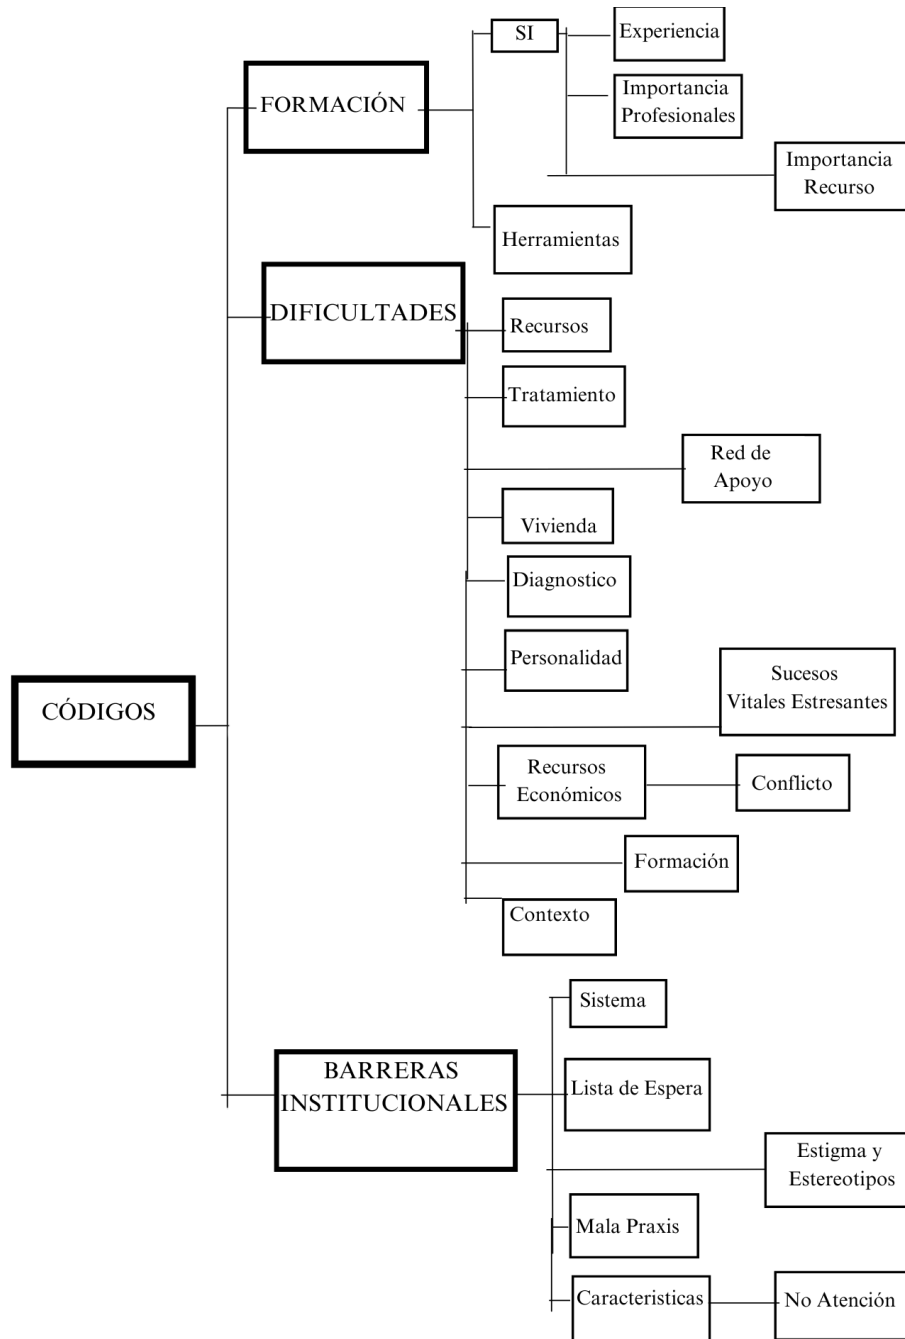 SI
Experiencia
FORMACIÓN
Importancia
Profesionales
Importancia
Recurso
Herramientas
DIFICULTADES
Recursos
Tratamiento
Red de
Apoyo
Vivienda
Diagnostico
Personalidad
Sucesos
Vitales Estresantes
CÓDIGOS
Recursos
Económicos
Conflicto
Formación
Contexto
Sistema
BARRERAS
INSTITUCIONALES
Lista de Espera
Estigma y
Estereotipos
Mala Praxis
Caracteristicas
No Atención